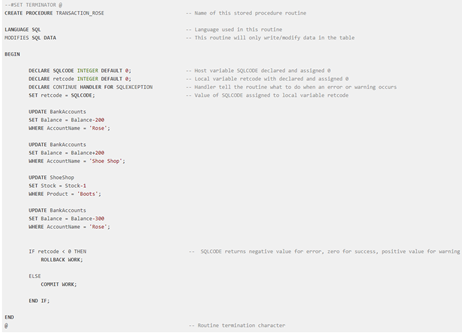 --#SET TERMINATOR @
CREATE PROCEDURE TRANSACTION_ROSE -- Name of this stored procedure routine
LANGUAGE SQL -- Language used in this routine
MODIFIES SQL DATA -- This routine will only write/modify data in the table
BEGIN
DECLARE SQLCODE INTEGER DEFAULT 0; -- Host variable SQLCODE declared and assigned 0
DECLARE retcode INTEGER DEFAULT 0; -- Local variable retcode with declared and assigned 0
DECLARE CONTINUE HANDLER FOR SQLEXCEPTION -- Handler tell the routine what to do when an error or warning occurs
SET retcode = SQLCODE; -- Value of SQLCODE assigned to local variable retcode
UPDATE BankAccounts
SET Balance = Balance-200
WHERE AccountName = 'Rose';
UPDATE BankAccounts
SET Balance = Balance+200
WHERE AccountName = 'Shoe Shop';
UPDATE ShoeShop
SET Stock = Stock-1
WHERE Product = 'Boots';
UPDATE BankAccounts
SET Balance = Balance-300
WHERE AccountName = 'Rose';
IF retcode < 0 THEN -- SQLCODE returns negative value for error, zero for success, positive value for warning
ROLLBACK WORK;
ELSE
COMMIT WORK;
END IF;
END
@ -- Routine termination character